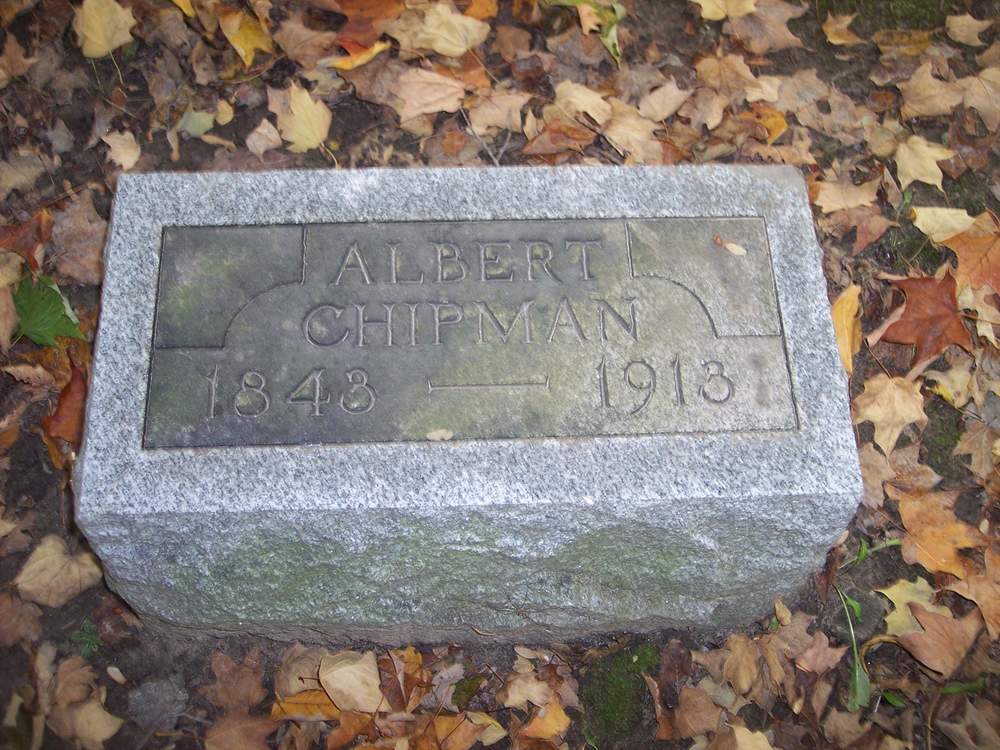 ALBERT
CHIPMAN
1843 — 1913